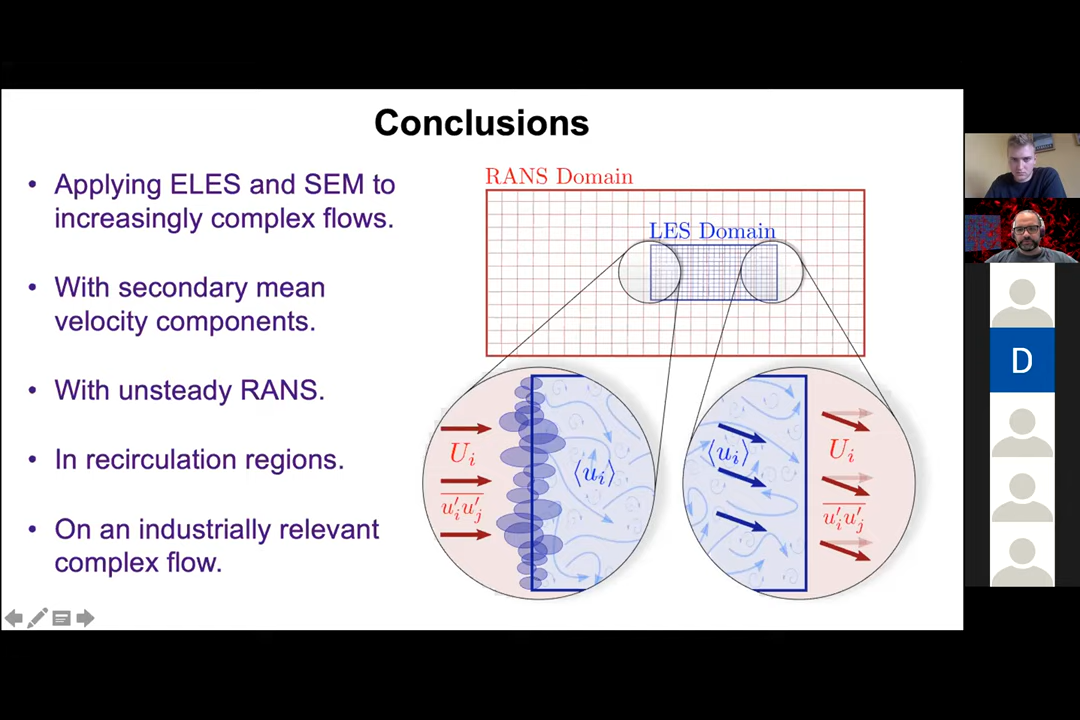 Conclusions
• Applying ELES and SEM to
increasingly complex flows.
• With secondary mean
velocity components.
• With unsteady RANS.
• In recirculation regions.
• On an industrially relevant
complex flow.
RANS Domain
LES Domain
U_i
\overline{u'_i u'_j}
⟨u_i⟩
⟨u_i⟩
U_i
\overline{u'_i u'_j}
D